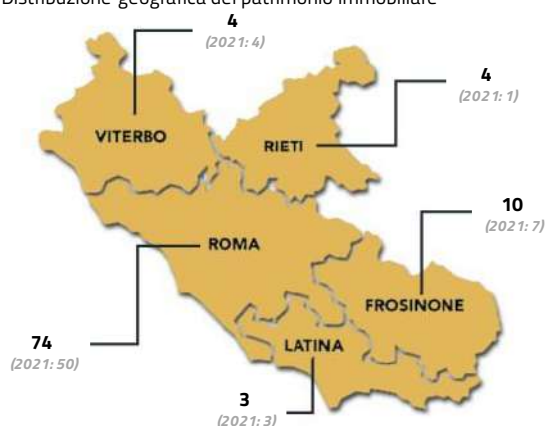 Distribuzione geografica del patrimonio immobiliare
4
(2021: 4)
4
(2021: 1)
VITERBO
RIETI
10
(2021: 7)
ROMA
FROSINONE
74
(2021: 50)
LATINA
3
(2021: 3)